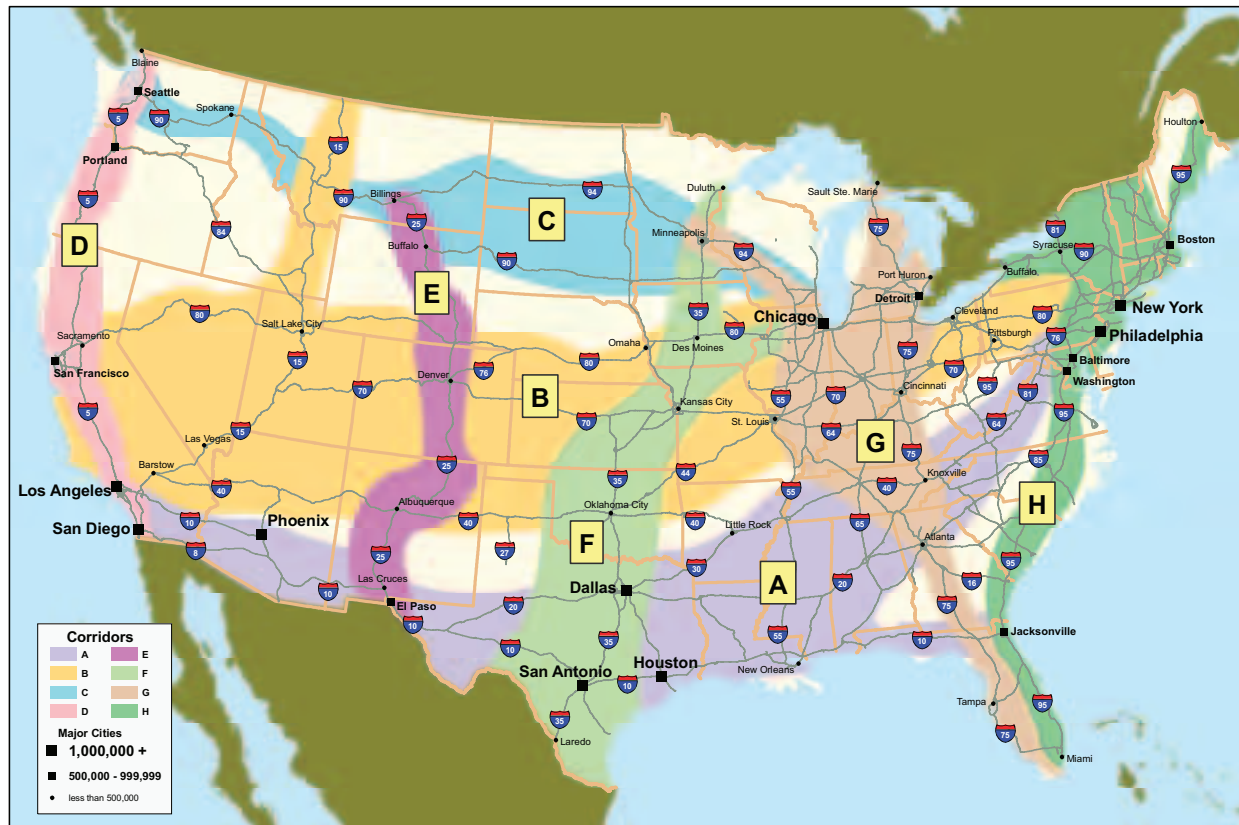 Blaine
Seattle
5
90
Spokane
Portland
15
Houlton
95
Billings
90
94
Duluth
Sault Ste. Marie
5
84
25
75
Minneapolis
81
Boston
D
C
Buffalo
94
Syracuse
90
90
Port Huron
Buffalo
E
Detroit
New York
80
Salt Lake City
35
Chicago
Cleveland
80
Sacramento
80
Omaha
Des Moines
Pittsburgh
Philadelphia
San Francisco
15
80
75
76
Baltimore
Denver
76
70
Washington
70
Cincinnati
95
81
5
B
55
70
Kansas City
95
Las Vegas
15
70
St. Louis
64
G
64
75
85
Barstow
25
44
Knoxville
Los Angeles
40
35
55
40
H
Albuquerque
Oklahoma City
San Diego
10
Phoenix
40
40
Little Rock
65
Atlanta
8
25
27
F
95
30
A
20
16
Las Cruces
10
Dallas
El Paso
20
75
10
35
55
10
Jacksonville
10
San Antonio
Houston
New Orleans
10
Tampa
95
35
75
Laredo
Miami
Corridors
A E
B F
C G
D H
Major Cities
1,000,000 +
500,000 - 999,999
less than 500,000